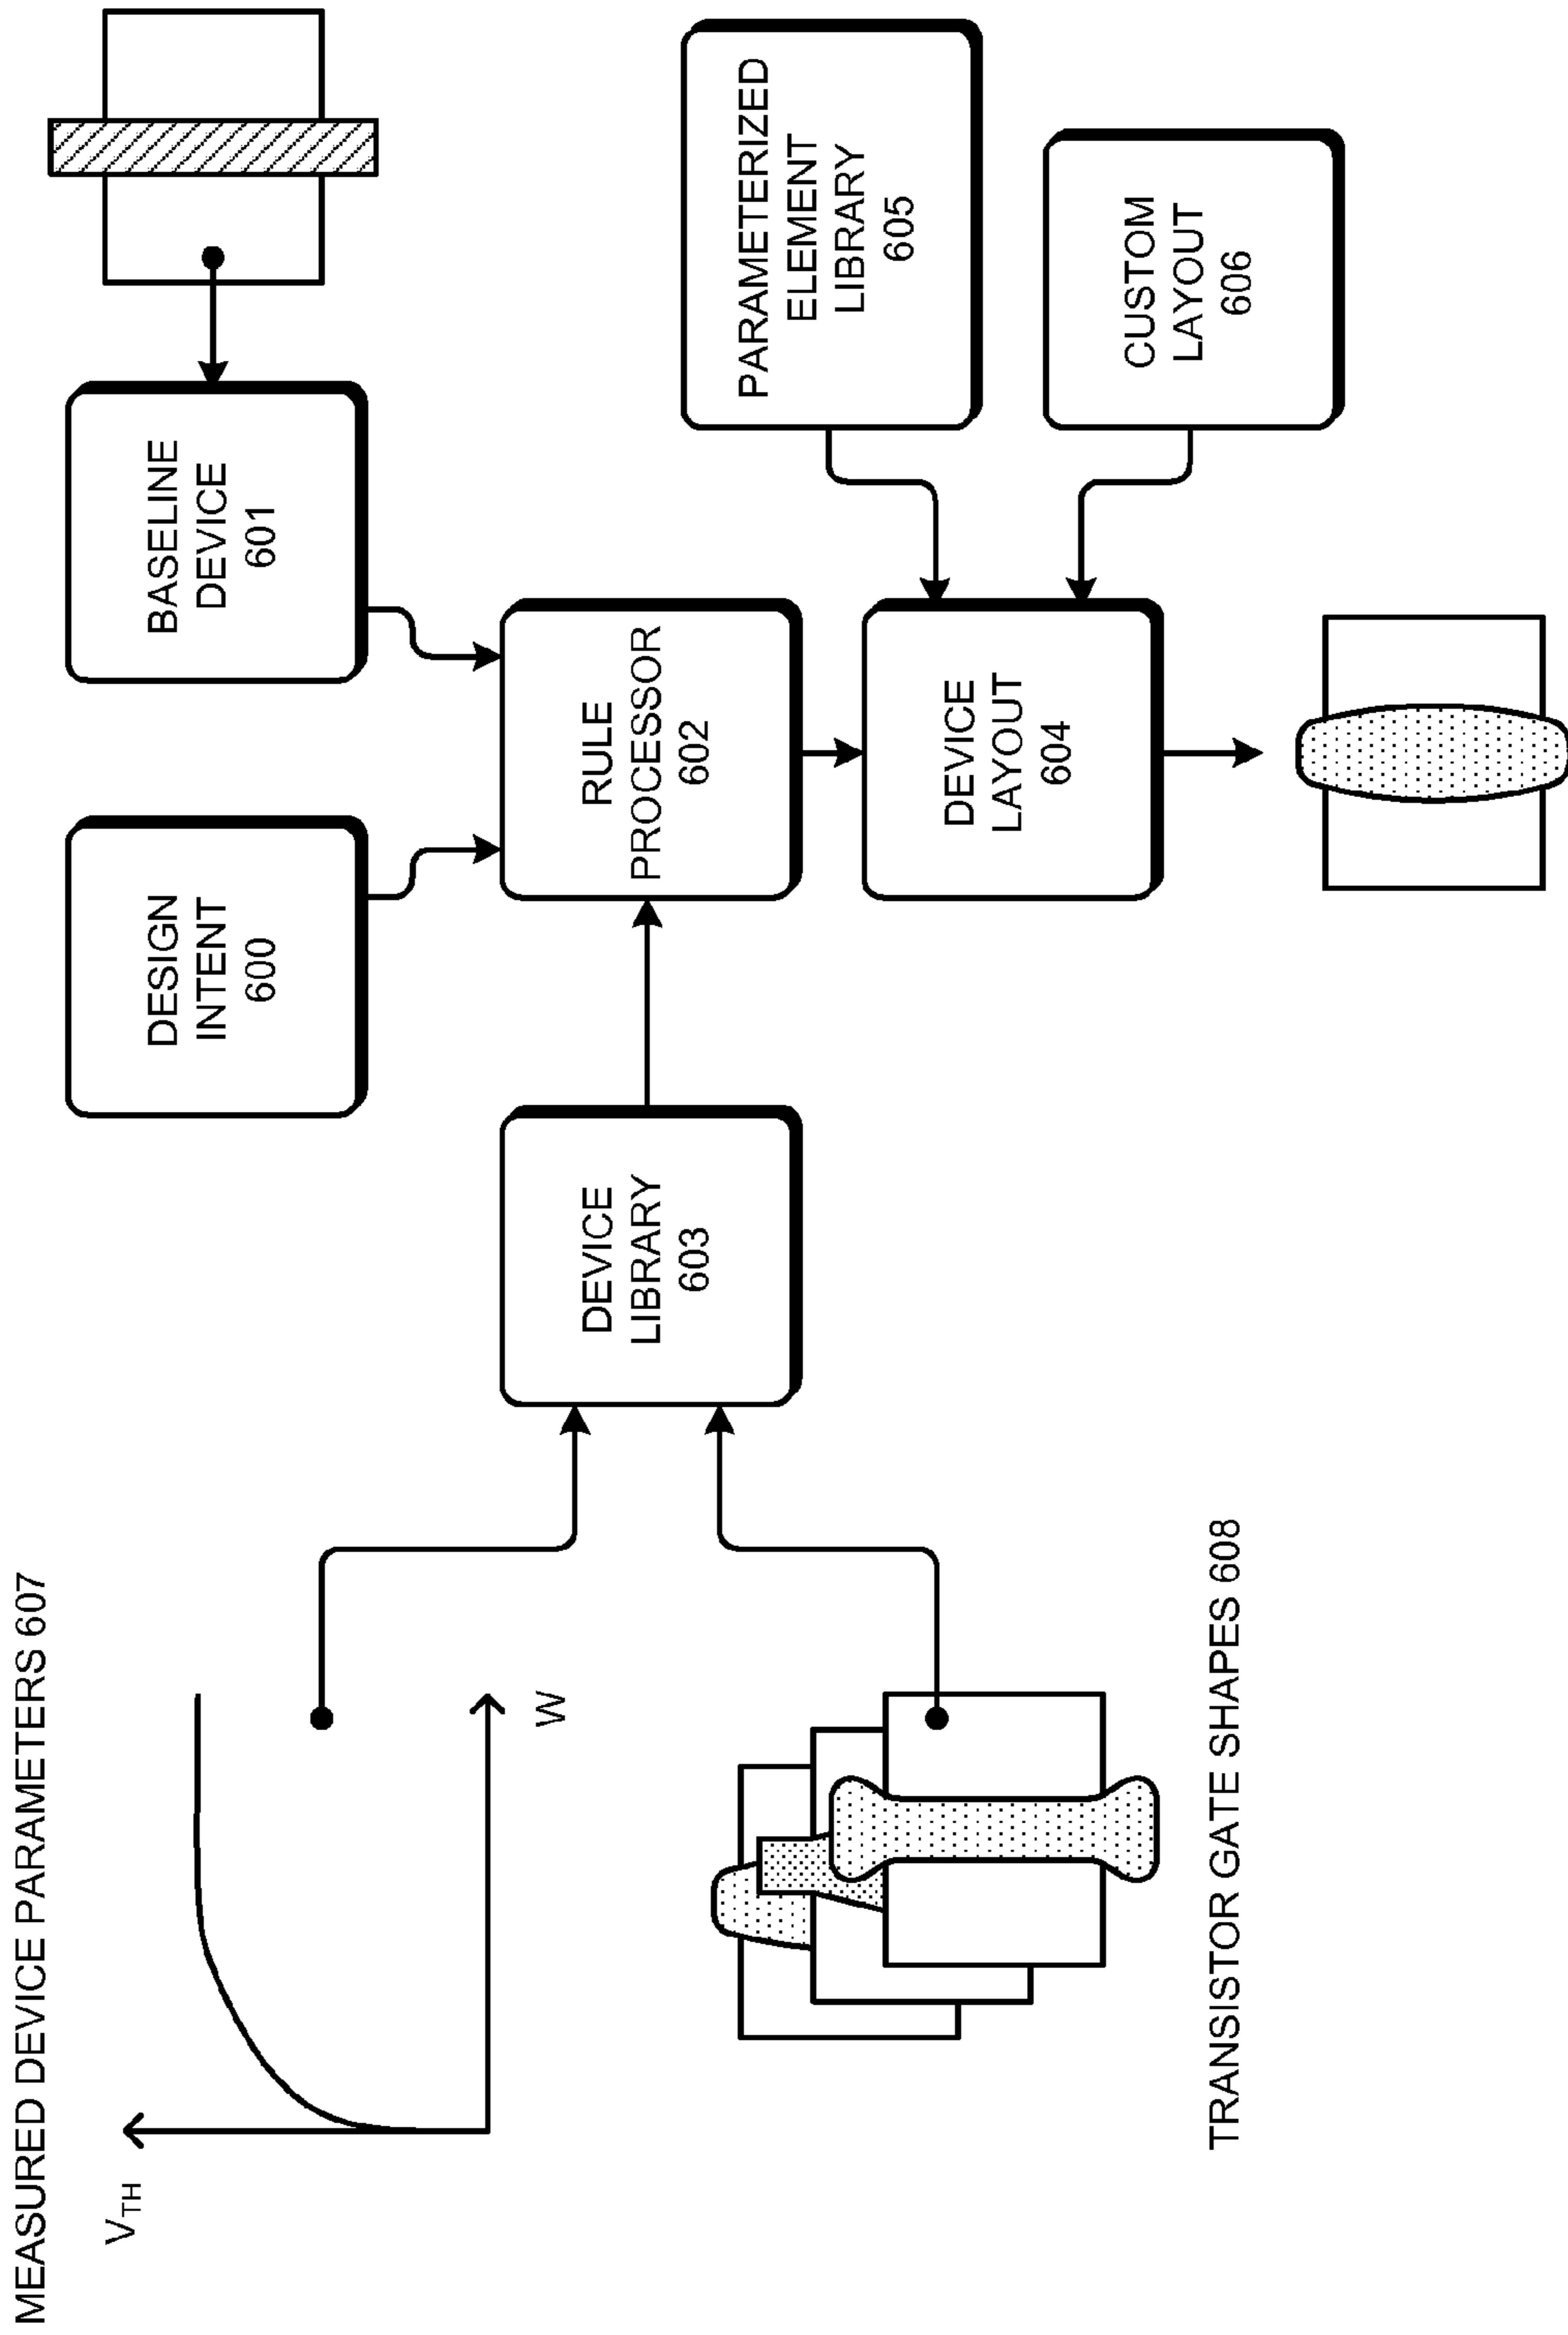 MEASURED DEVICE PARAMETERS 607
V_TH
W
TRANSISTOR GATE SHAPES 608
DEVICE
LIBRARY
603
DESIGN
INTENT
600
BASELINE
DEVICE
601
RULE
PROCESSOR
602
DEVICE
LAYOUT
604
PARAMETERIZED
ELEMENT
LIBRARY
605
CUSTOM
LAYOUT
606